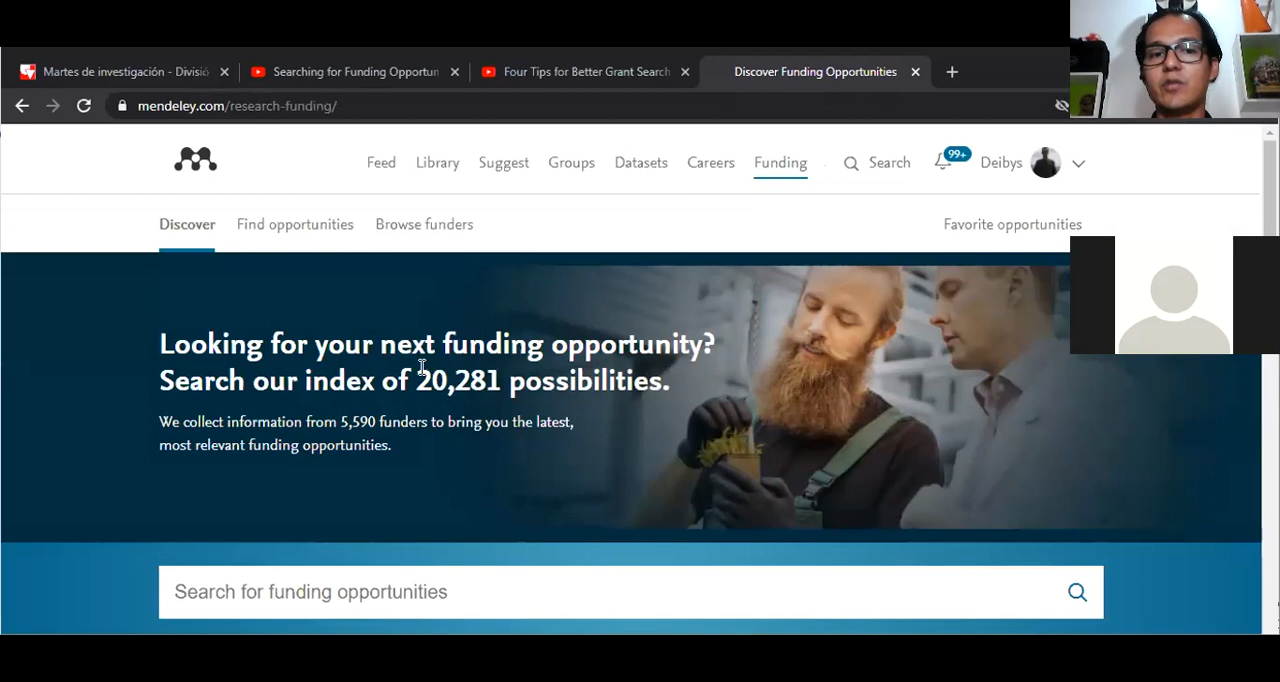 Martes de investigación - Divisió
Searching for Funding Opportun
Four Tips for Better Grant Search
Discover Funding Opportunities
mendeley.com/research-funding/
Feed Library Suggest Groups Datasets Careers Funding Search 99+ Deibys
Discover Find opportunities Browse funders Favorite opportunities
Looking for your next funding opportunity?
Search our index of 20,281 possibilities.
We collect information from 5,590 funders to bring you the latest,
most relevant funding opportunities.
Search for funding opportunities